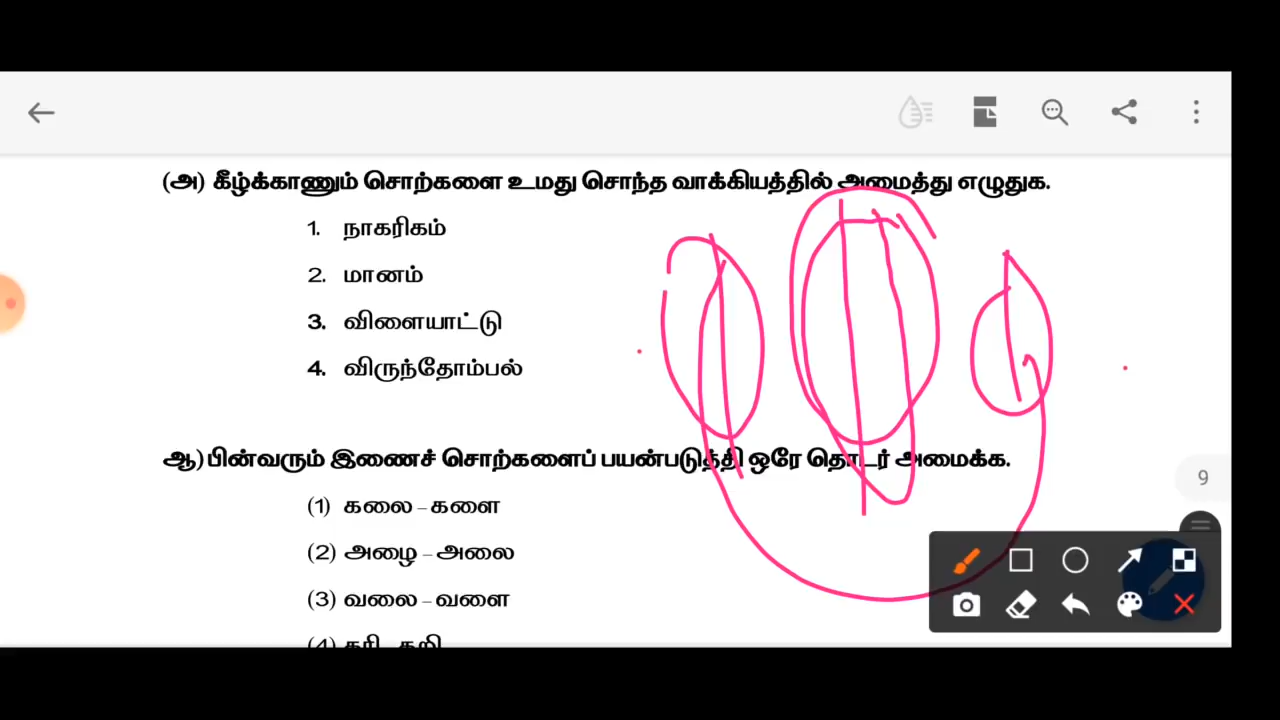 (அ) கீழ்க்காணும் சொற்களை உமது சொந்த வாக்கியத்தில் அமைத்து எழுதுக.
1. நாகரிகம்
2. மானம்
3. விளையாட்டு
4. விருந்தோம்பல்
ஆ) பின்வரும் இணைச் சொற்களைப் பயன்படுத்தி ஒரே தொடர் அமைக்க.
9
(1) கலை – களை
(2) அழை – அலை
(3) வலை – வளை
(4)